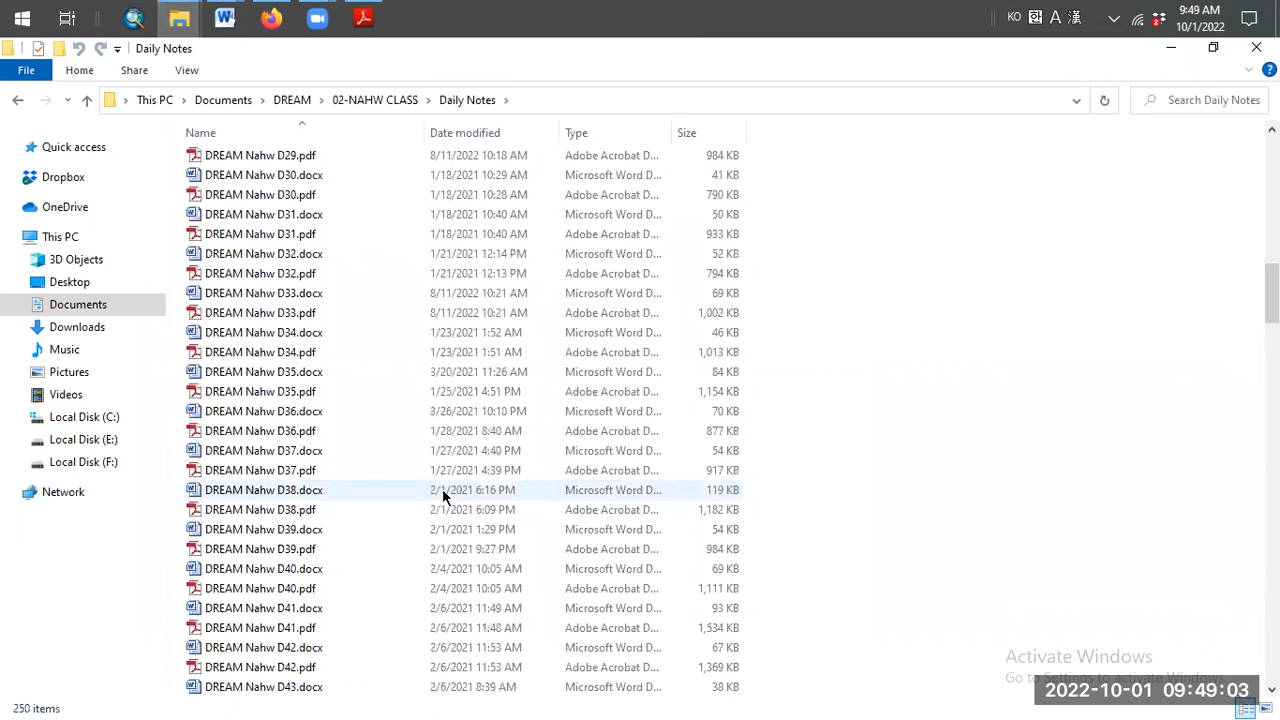 KO A 漢 9:49 AM
10/1/2022
Daily Notes
File Home Share View
This PC Documents DREAM 02-NAHW CLASS Daily Notes Search Daily Notes
Name Date modified Type Size
Quick access
Dropbox
OneDrive
This PC
3D Objects
Desktop
Documents
Downloads
Music
Pictures
Videos
Local Disk (C:)
Local Disk (E:)
Local Disk (F:)
Network
DREAM Nahw D29.pdf 8/11/2022 10:18 AM Adobe Acrobat D... 984 KB
DREAM Nahw D30.docx 1/18/2021 10:29 AM Microsoft Word D... 41 KB
DREAM Nahw D30.pdf 1/18/2021 10:28 AM Adobe Acrobat D... 790 KB
DREAM Nahw D31.docx 1/18/2021 10:40 AM Microsoft Word D... 50 KB
DREAM Nahw D31.pdf 1/18/2021 10:40 AM Adobe Acrobat D... 933 KB
DREAM Nahw D32.docx 1/21/2021 12:14 PM Microsoft Word D... 52 KB
DREAM Nahw D32.pdf 1/21/2021 12:13 PM Adobe Acrobat D... 794 KB
DREAM Nahw D33.docx 8/11/2022 10:21 AM Microsoft Word D... 69 KB
DREAM Nahw D33.pdf 8/11/2022 10:21 AM Adobe Acrobat D... 1,002 KB
DREAM Nahw D34.docx 1/23/2021 1:52 AM Microsoft Word D... 46 KB
DREAM Nahw D34.pdf 1/23/2021 1:51 AM Adobe Acrobat D... 1,013 KB
DREAM Nahw D35.docx 3/20/2021 11:26 AM Microsoft Word D... 84 KB
DREAM Nahw D35.pdf 1/25/2021 4:51 PM Adobe Acrobat D... 1,154 KB
DREAM Nahw D36.docx 3/26/2021 10:18 PM Microsoft Word D... 70 KB
DREAM Nahw D36.pdf 1/28/2021 8:40 AM Adobe Acrobat D... 877 KB
DREAM Nahw D37.docx 1/27/2021 4:40 PM Microsoft Word D... 54 KB
DREAM Nahw D37.pdf 1/27/2021 4:39 PM Adobe Acrobat D... 917 KB
DREAM Nahw D38.docx 2/1/2021 6:16 PM Microsoft Word D... 119 KB
DREAM Nahw D38.pdf 2/1/2021 6:09 PM Adobe Acrobat D... 1,182 KB
DREAM Nahw D39.docx 2/1/2021 1:29 PM Microsoft Word D... 54 KB
DREAM Nahw D39.pdf 2/1/2021 9:27 PM Adobe Acrobat D... 984 KB
DREAM Nahw D40.docx 2/4/2021 10:05 AM Microsoft Word D... 69 KB
DREAM Nahw D40.pdf 2/4/2021 10:05 AM Adobe Acrobat D... 1,111 KB
DREAM Nahw D41.docx 2/6/2021 11:49 AM Microsoft Word D... 93 KB
DREAM Nahw D41.pdf 2/6/2021 11:48 AM Adobe Acrobat D... 1,534 KB
DREAM Nahw D42.docx 2/6/2021 11:53 AM Microsoft Word D... 67 KB
DREAM Nahw D42.pdf 2/6/2021 11:53 AM Adobe Acrobat D... 1,369 KB
DREAM Nahw D43.docx 2/6/2021 8:39 AM Microsoft Word D... 38 KB
Activate Windows
Go to Settings to activate Windows.
2022-10-01 09:49:03
250 items